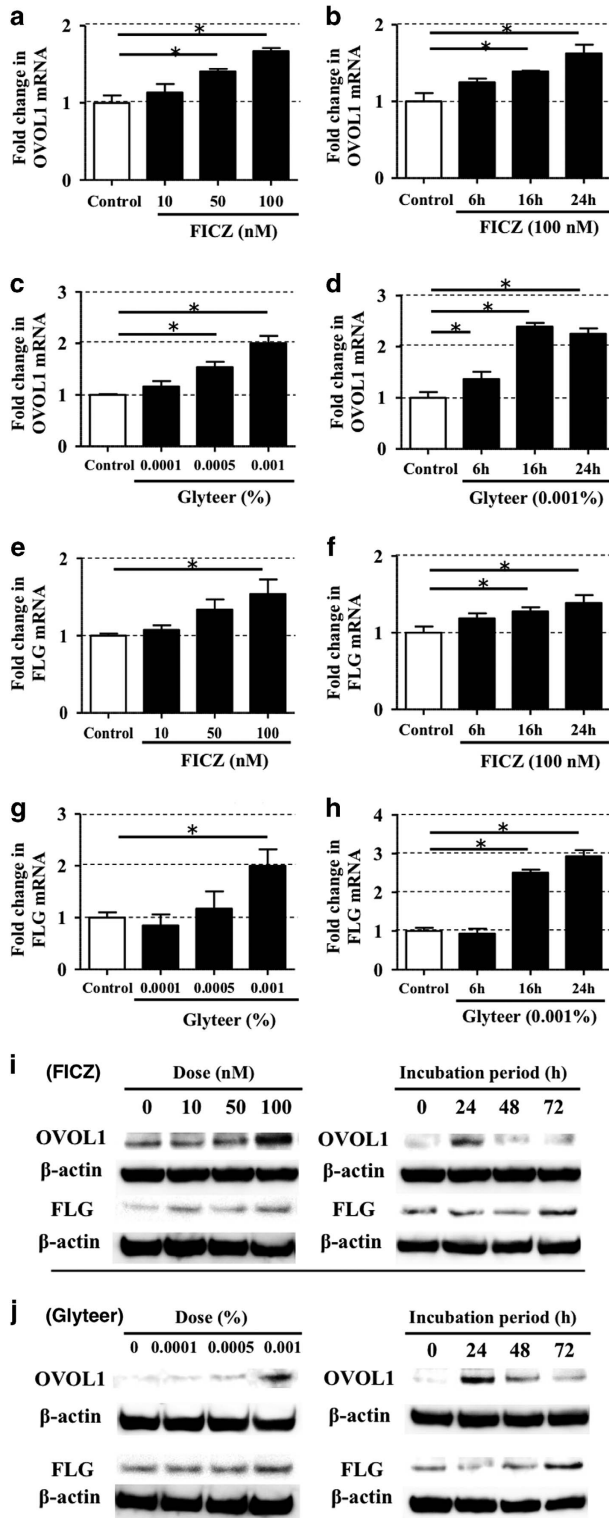 a
Fold change in
OVOL1 mRNA
2
1
0
*
*
Control 10 50 100
FICZ (nM)
b
Fold change in
OVOL1 mRNA
2
1
0
*
*
Control 6h 16h 24h
FICZ (100 nM)
c
Fold change in
OVOL1 mRNA
3
2
1
0
*
*
Control 0.0001 0.0005 0.001
Glyteer (%)
d
Fold change in
OVOL1 mRNA
3
2
1
0
*
*
*
Control 6h 16h 24h
Glyteer (0.001%)
e
Fold change in
FLG mRNA
2
1
0
*
Control 10 50 100
FICZ (nM)
f
Fold change in
FLG mRNA
2
1
0
*
*
Control 6h 16h 24h
FICZ (100 nM)
g
Fold change in
FLG mRNA
3
2
1
0
*
Control 0.0001 0.0005 0.001
Glyteer (%)
h
Fold change in
FLG mRNA
4
3
2
1
0
*
*
Control 6h 16h 24h
Glyteer (0.001%)
i (FICZ) Dose (nM)
0 10 50 100
OVOL1
β-actin
FLG
β-actin
Incubation period (h)
0 24 48 72
OVOL1
β-actin
FLG
β-actin
j (Glyteer) Dose (%)
0 0.0001 0.0005 0.001
OVOL1
β-actin
FLG
β-actin
Incubation period (h)
0 24 48 72
OVOL1
β-actin
FLG
β-actin